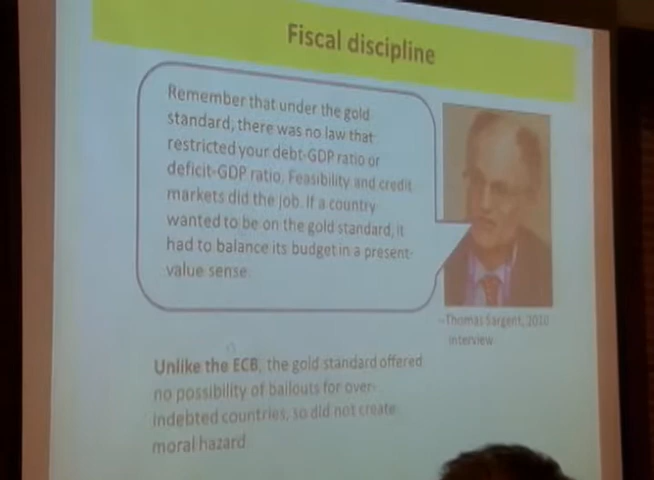 Fiscal discipline
Remember that under the gold
standard, there was no law that
restricted your debt-GDP ratio or
deficit-GDP ratio, Feasibility and credit
markets did the job. If a country
wanted to be on the gold standard, it
had to balance its budget in a present-
value sense
--Thomas Sargent, 2010
interview
Unlike the ECB, the gold standard offered
no possibility of bailouts for over-
indebted countries, so did not create
moral hazard